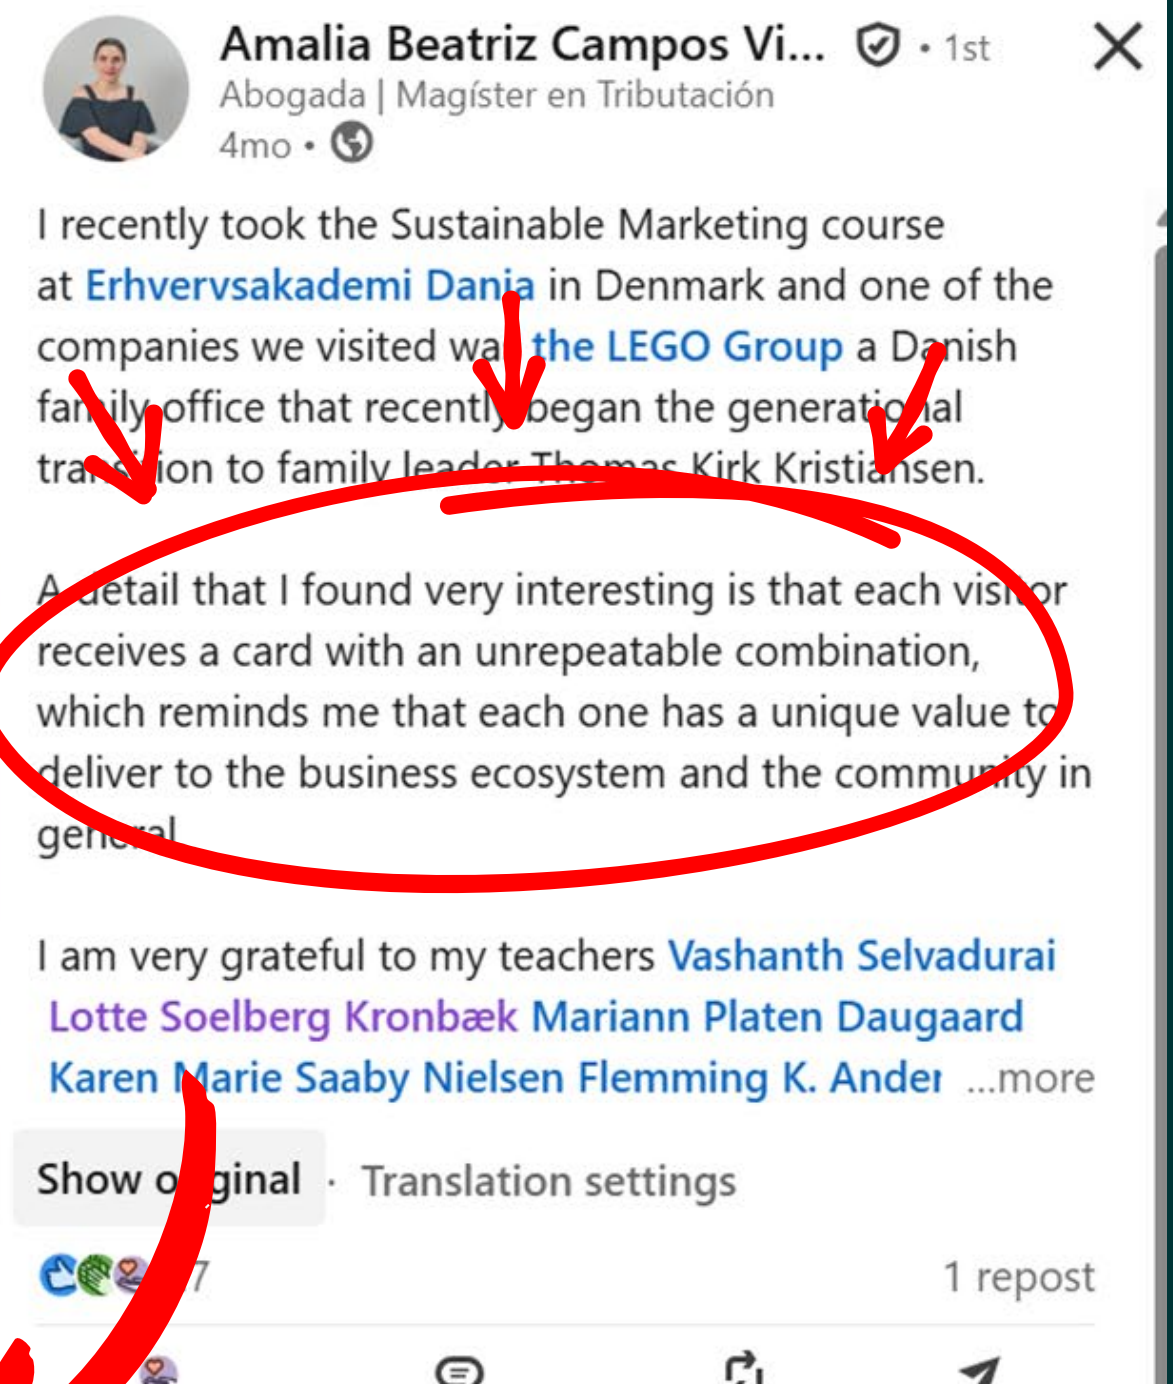 Amalia Beatriz Campos Vi... • 1st
Abogada | Magíster en Tributación
4mo •
I recently took the Sustainable Marketing course
at Erhvervsakademi Dania in Denmark and one of the
companies we visited was the LEGO Group a Danish
family office that recently began the generational
transition to family leader Thomas Kirk Kristiansen.
A detail that I found very interesting is that each visitor
receives a card with an unrepeatable combination,
which reminds me that each one has a unique value to
deliver to the business ecosystem and the community in
general
I am very grateful to my teachers Vashanth Selvadurai
Lotte Soelberg Kronbæk Mariann Platen Daugaard
Karen Marie Saaby Nielsen Flemming K. Ander ...more
Show original · Translation settings
1 repost